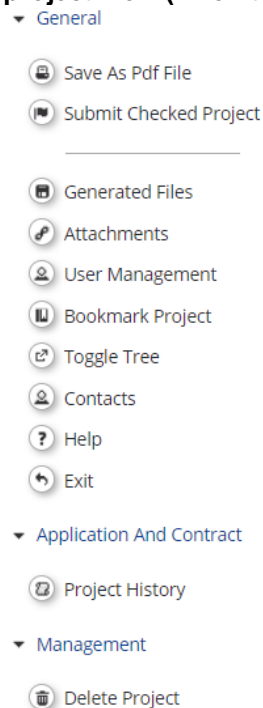 General
Save As Pdf File
Submit Checked Project
Generated Files
Attachments
User Management
Bookmark Project
Toggle Tree
Contacts
? Help
Exit
Application And Contract
Project History
Management
Delete Project